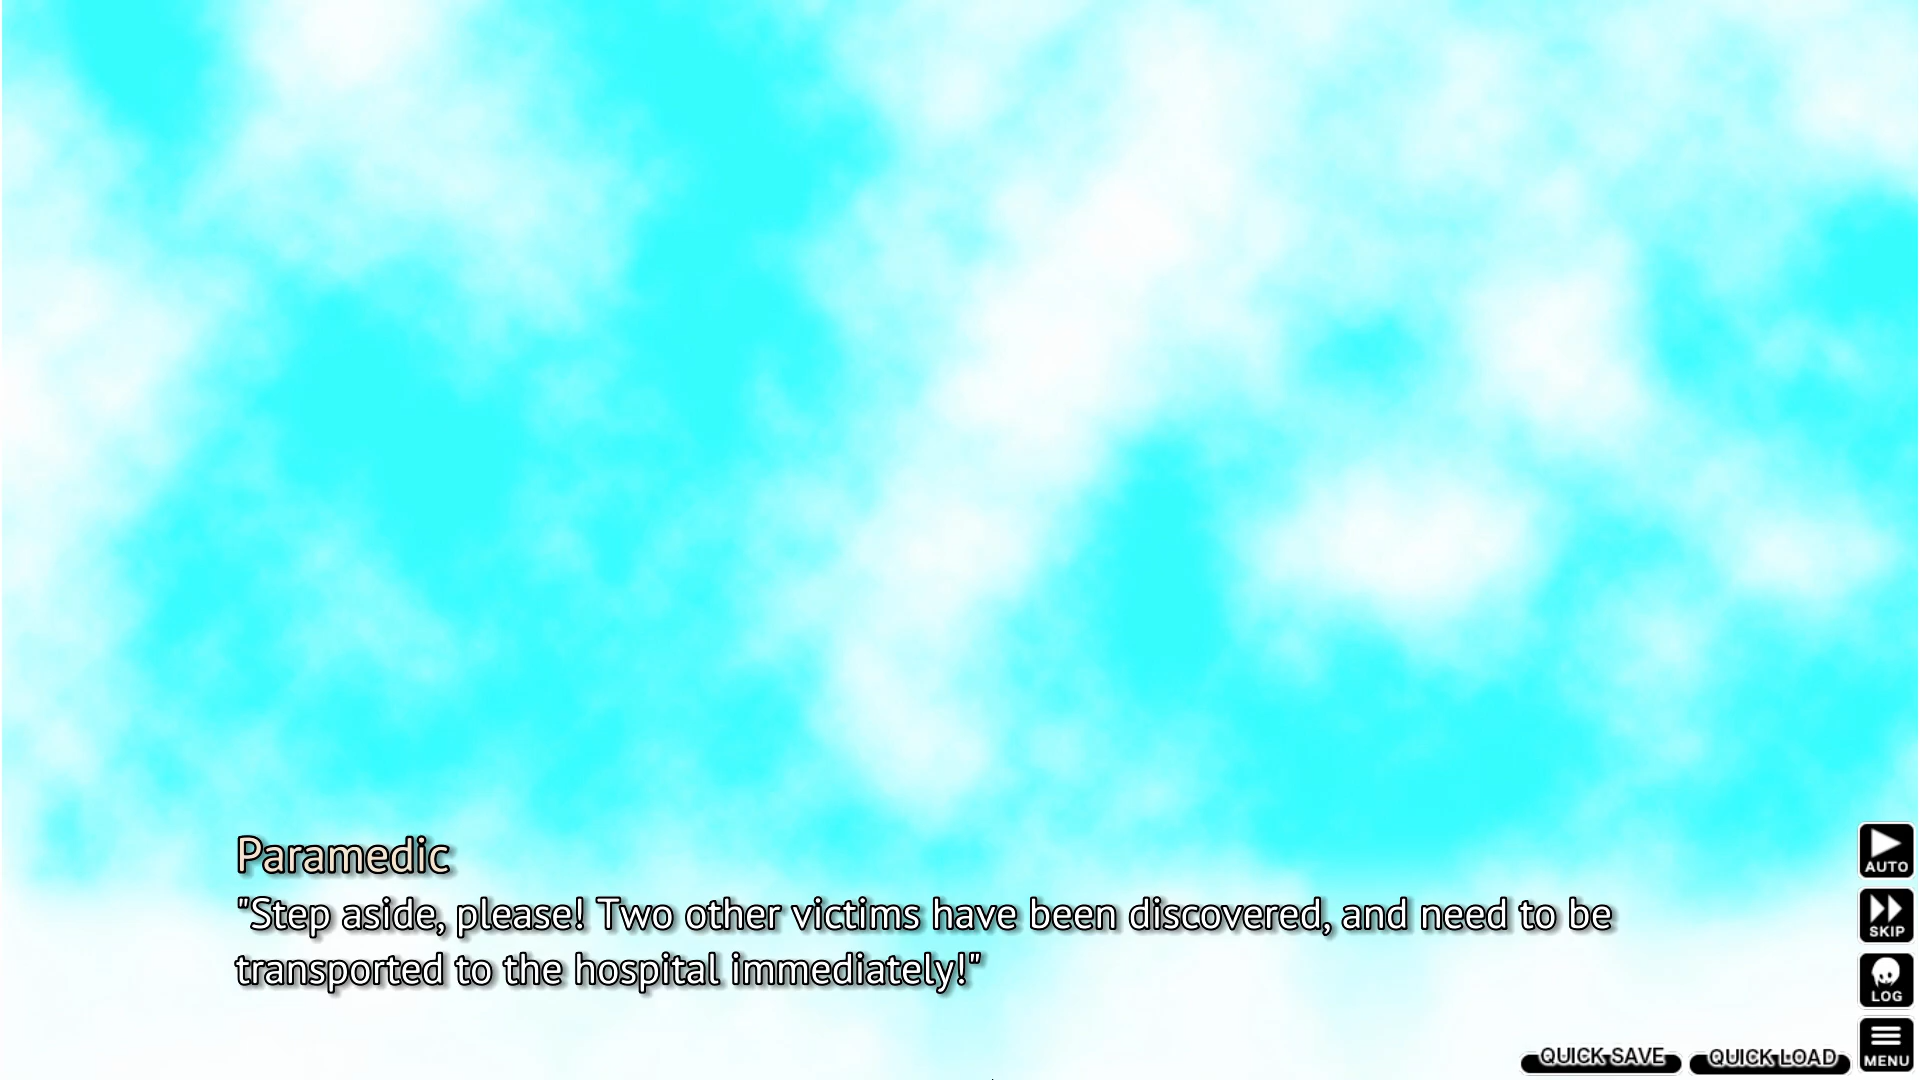 Paramedic
"Step aside, please! Two other victims have been discovered, and need to be
transported to the hospital immediately!"
AUTO
SKIP
LOG
MENU
QUICK SAVE
QUICK LOAD